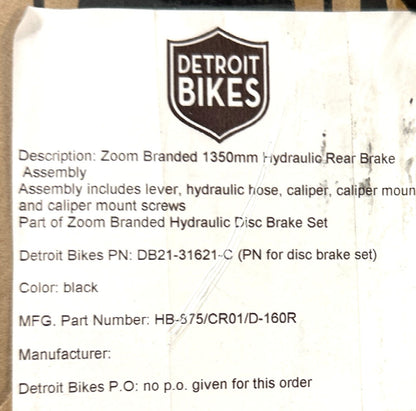 DETROIT
BIKES
Description: Zoom Branded 1350mm Hydraulic Rear Brake
Assembly
Assembly includes lever, hydraulic hose, caliper, caliper moun
and caliper mount screws
Part of Zoom Branded Hydraulic Disc Brake Set
Detroit Bikes PN: DB21-31621-C (PN for disc brake set)
Color: black
MFG. Part Number: HB-875/CR01/D-160R
Manufacturer:
Detroit Bikes P.O: no p.o. given for this order